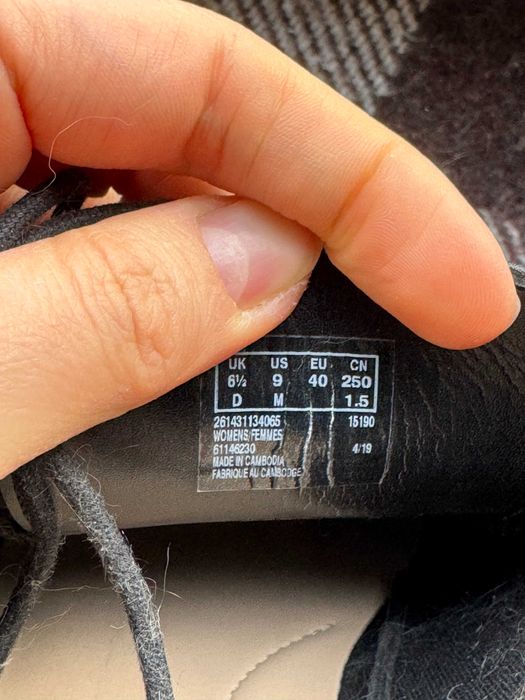 UK US EU CN
6½ 9 40 250
D M 1.5
261431134065 15190
WOMENS/FEMMES
61146230 4/19
MADE IN CAMBODIA
FABRIQUE AU CAMBODGE